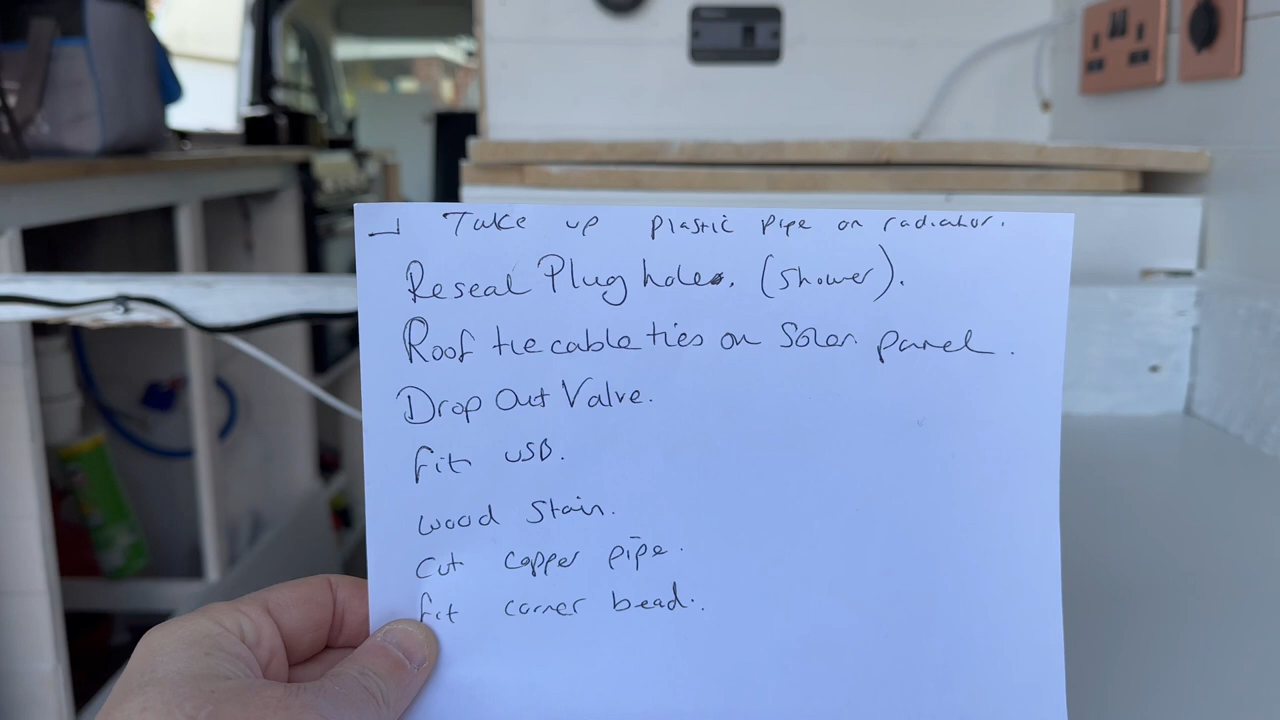 Take up plastic pipe on radiator.
Reseal Plug hole. (Shower).
Roof tie cable ties on Solar panel.
Drop Out Valve.
fit USB.
wood Stain.
cut copper pipe.
fit corner bead.